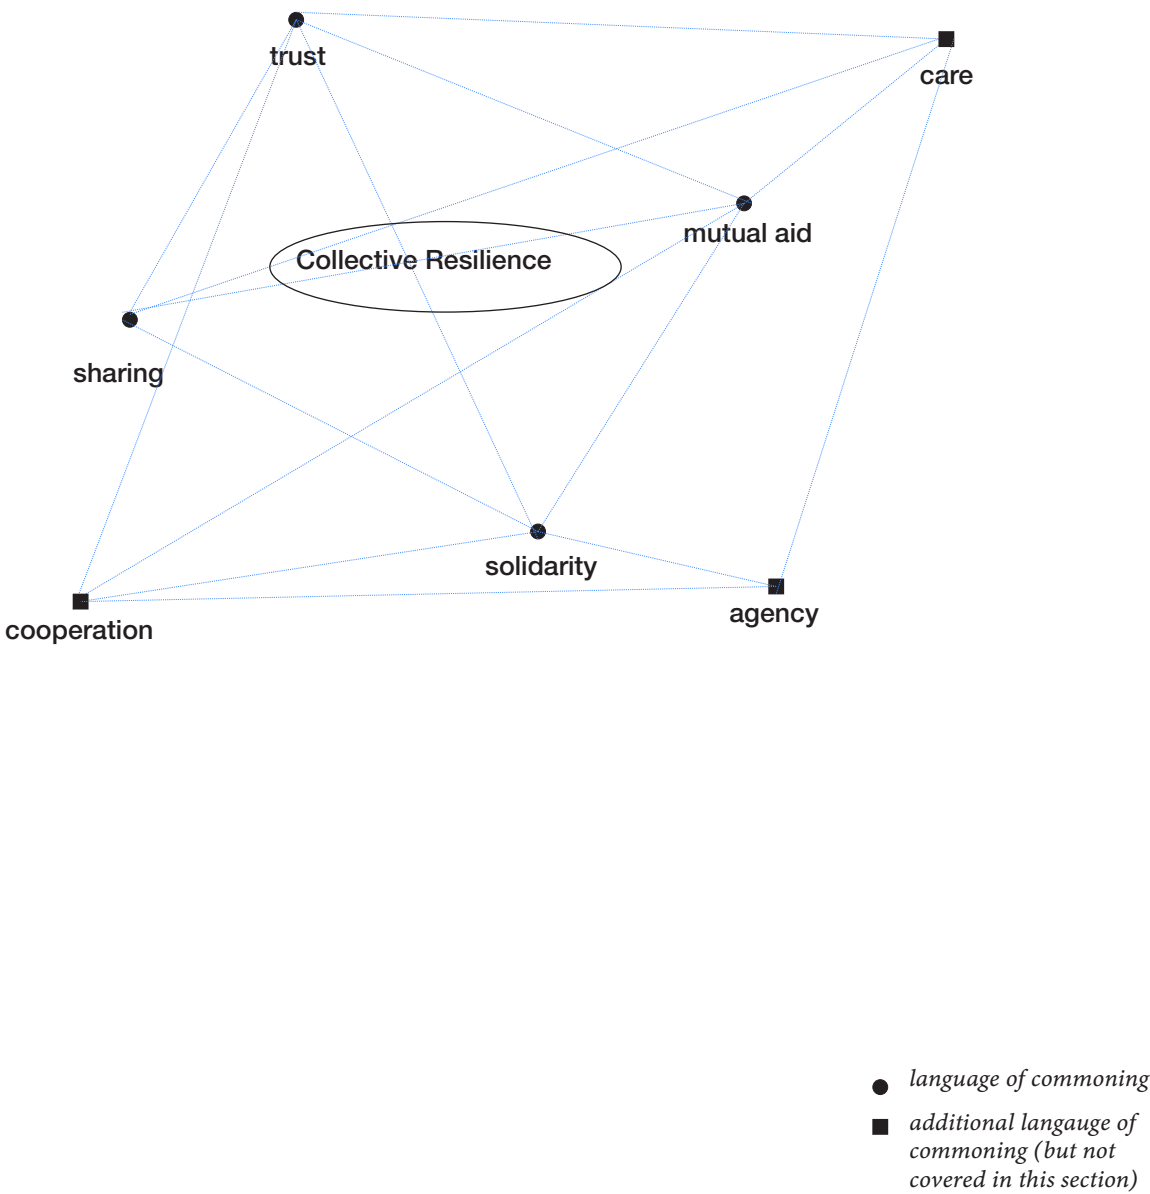 trust
care
mutual aid
Collective Resilience
sharing
solidarity
agency
cooperation
language of commoning
additional langauge of
commoning (but not
covered in this section)